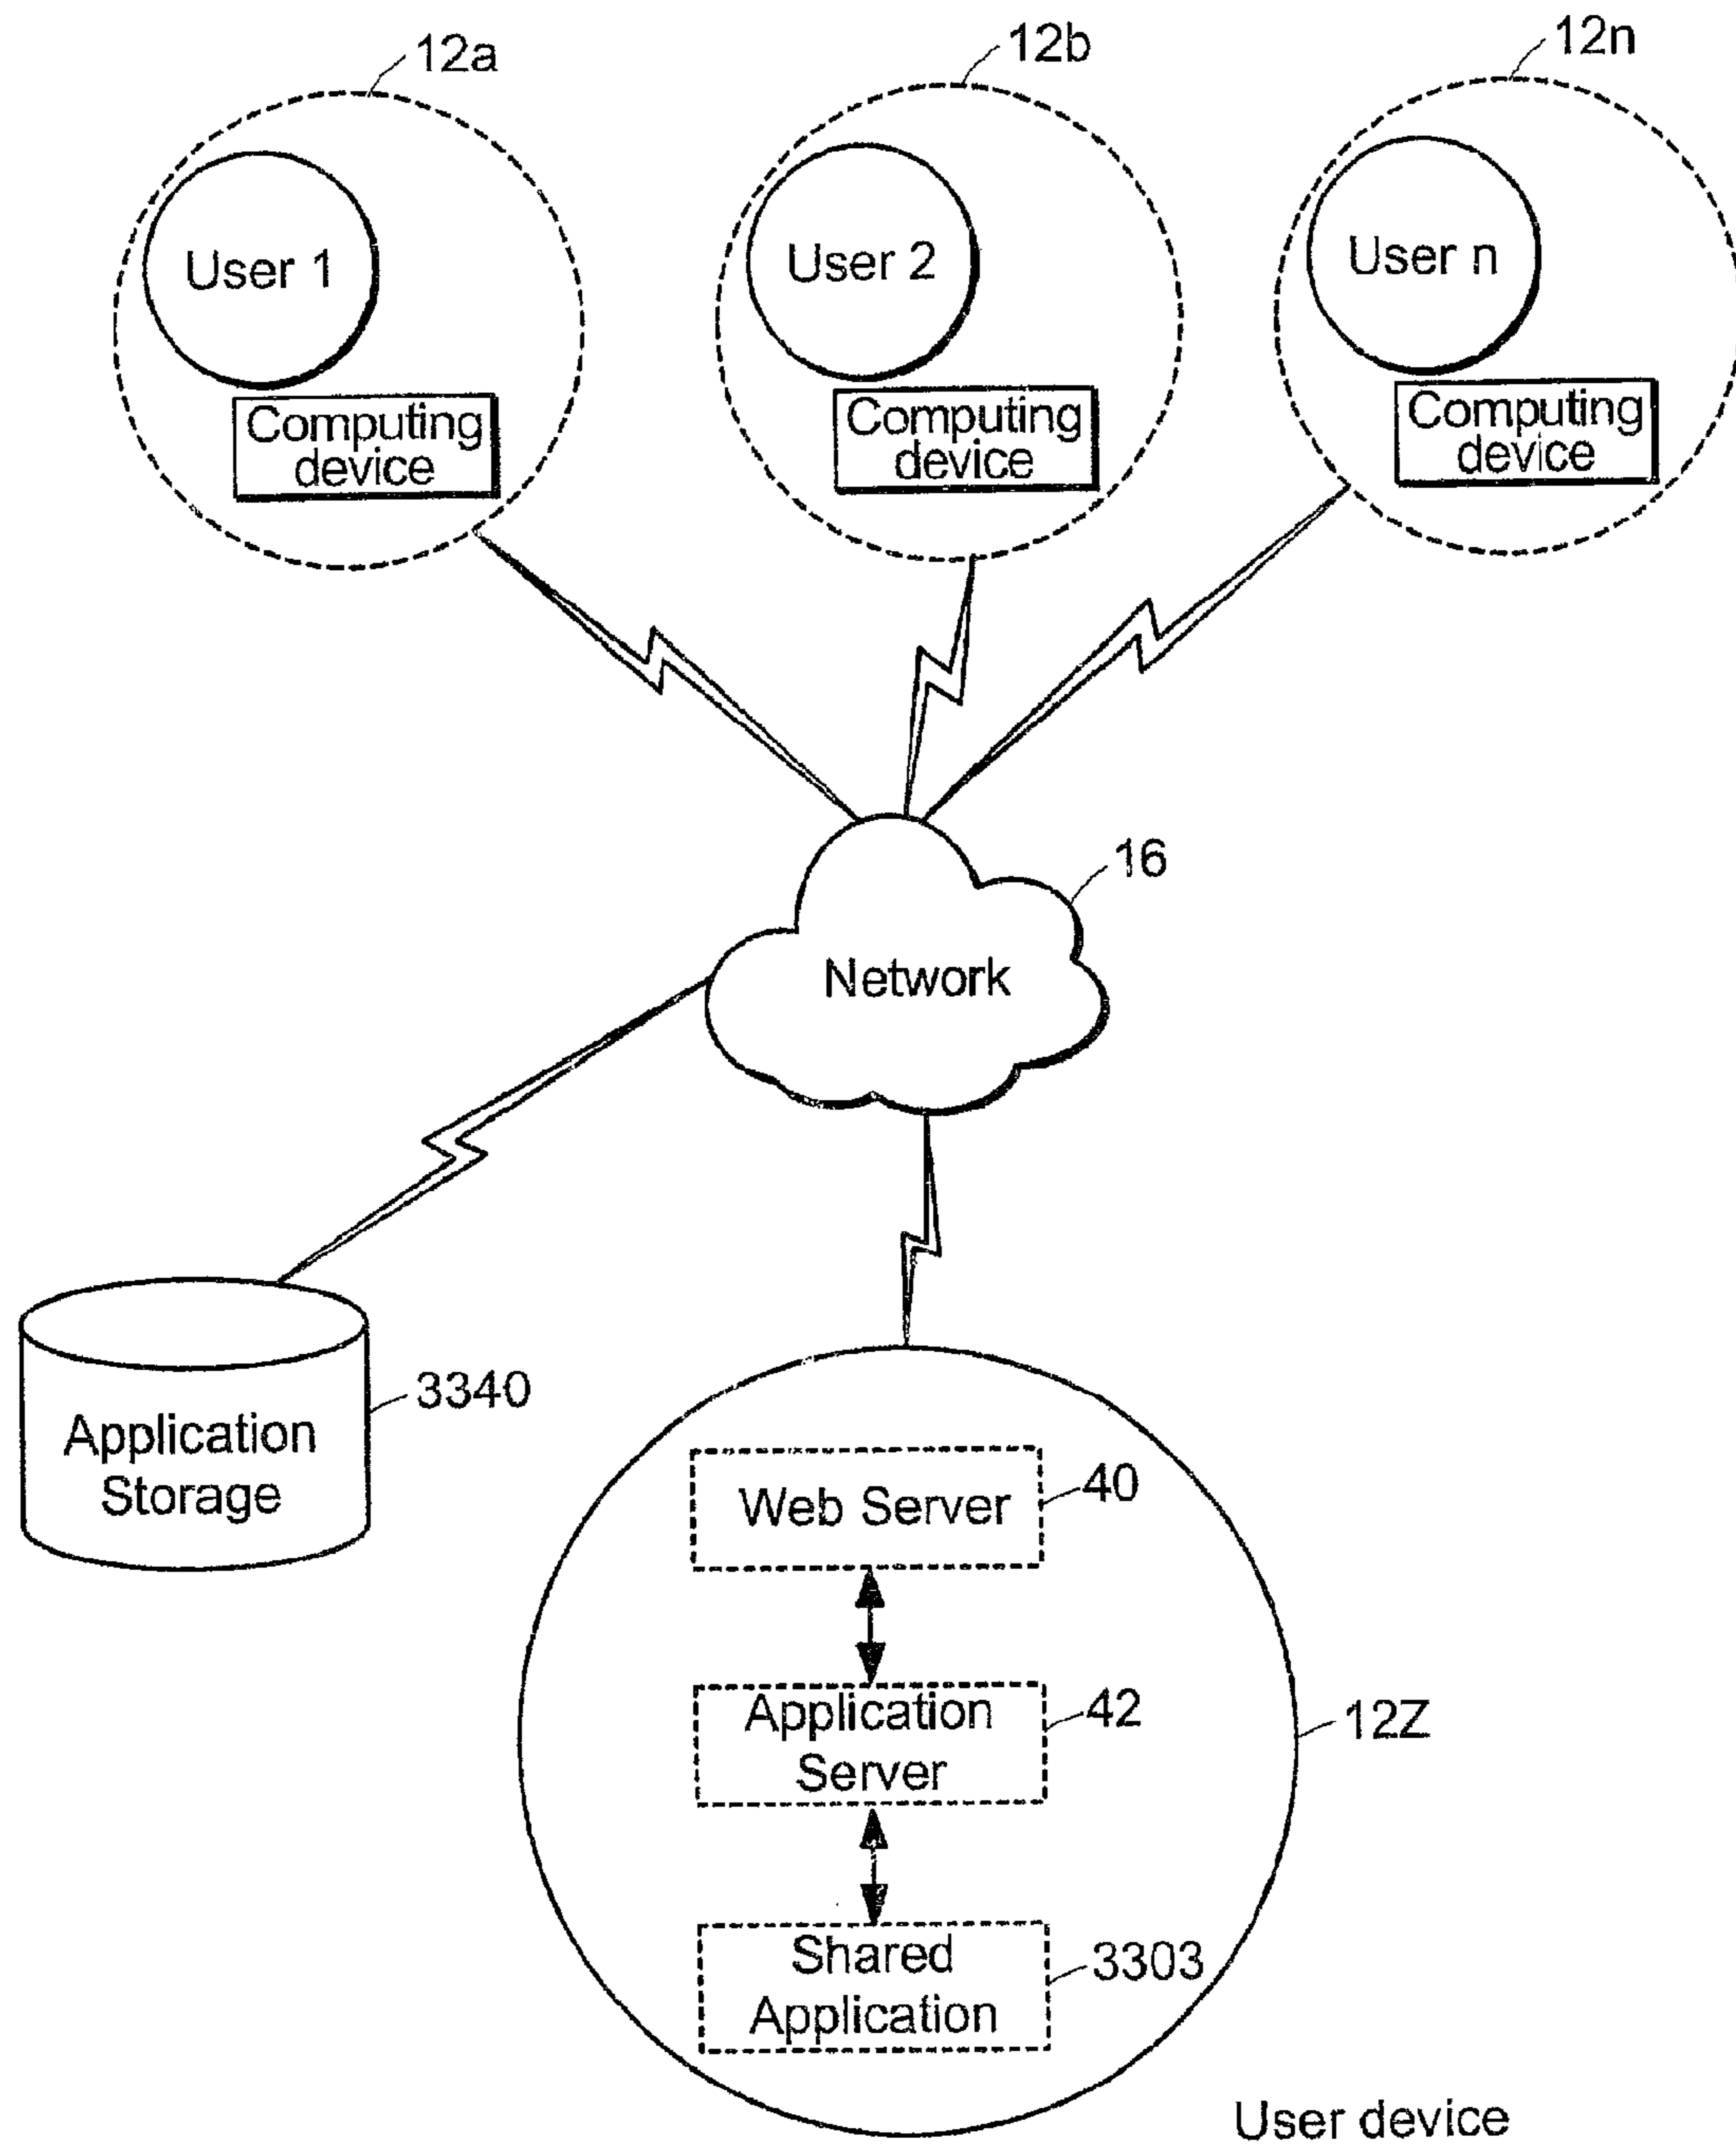 12a
12b
12n
User 1
User 2
User n
Computing
device
Computing
device
Computing
device
16
Network
3340
Application
Storage
Web Server
40
Application
Server
42
12Z
Shared
Application
3303
User device